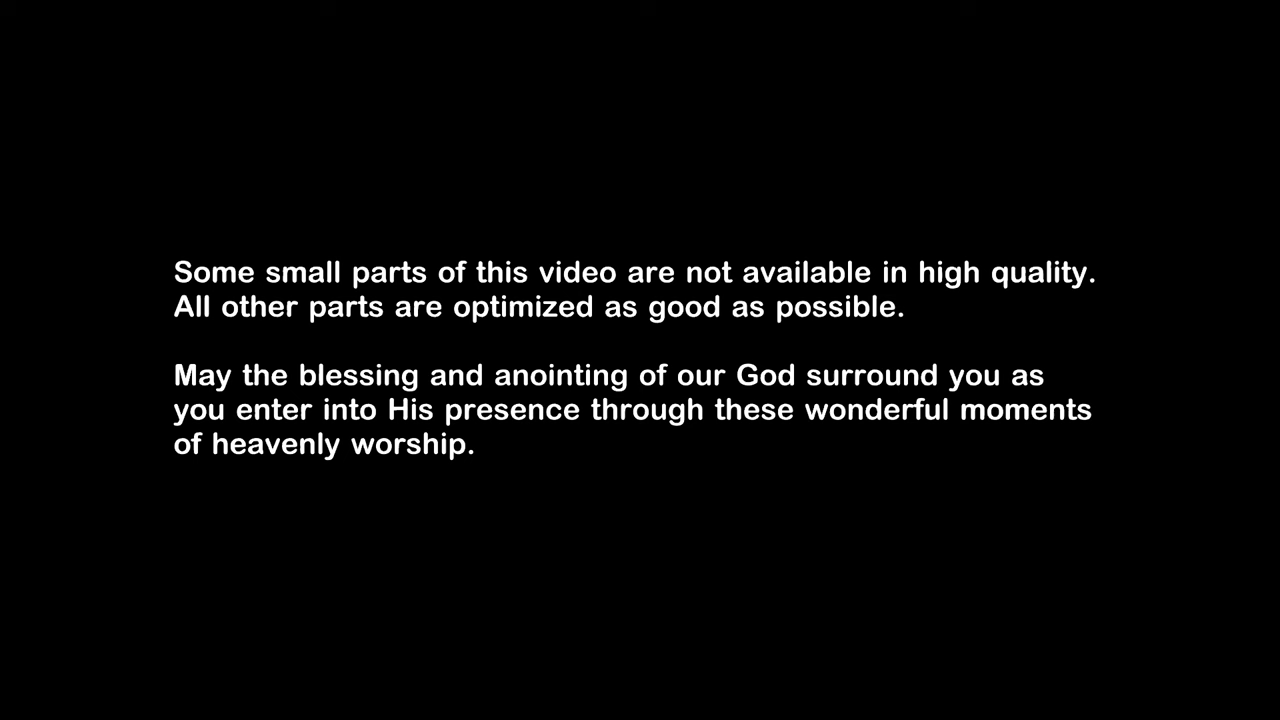 Some small parts of this video are not available in high quality.
All other parts are optimized as good as possible.
May the blessing and anointing of our God surround you as
you enter into His presence through these wonderful moments
of heavenly worship.